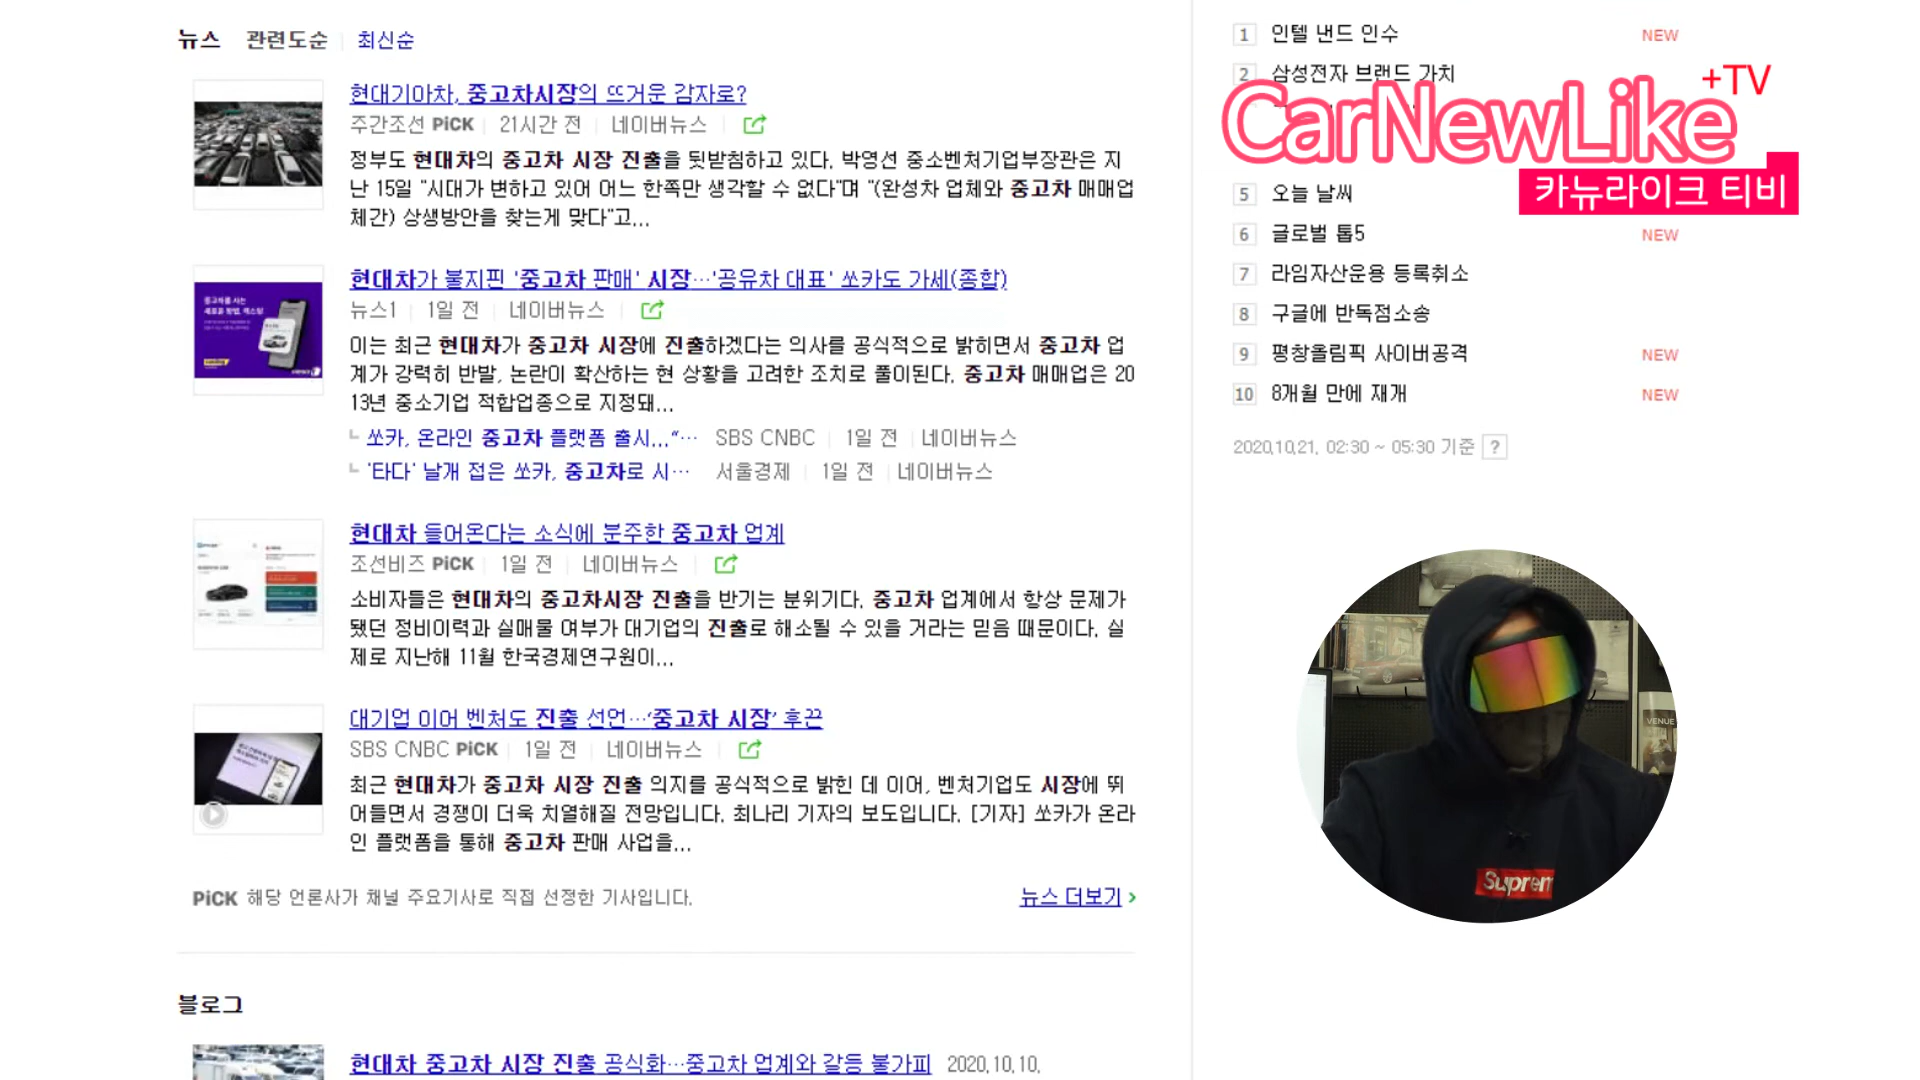 뉴스 관련도순 최신순
현대기아차, 중고차시장의 뜨거운 감자로?
주간조선 PiCK 21시간 전 네이버뉴스
정부도 현대차의 중고차 시장 진출을 뒷받침하고 있다. 박영선 중소벤처기업부장관은 지
난 15일 "시대가 변하고 있어 어느 한쪽만 생각할 수 없다"며 "(완성차 업체와 중고차 매매업
체간) 상생방안을 찾는게 맞다"고...
현대차가 불지핀 '중고차 판매' 시장…'공유차 대표' 쏘카도 가세(종합)
뉴스1 1일 전 네이버뉴스
이는 최근 현대차가 중고차 시장에 진출하겠다는 의사를 공식적으로 밝히면서 중고차 업
계가 강력히 반발, 논란이 확산하는 현 상황을 고려한 조치로 풀이된다. 중고차 매매업은 20
13년 중소기업 적합업종으로 지정돼...
쏘카, 온라인 중고차 플랫폼 출시..."… SBS CNBC 1일 전 네이버뉴스
'타다' 날개 접은 쏘카, 중고차로 시… 서울경제 1일 전 네이버뉴스
현대차 들어온다는 소식에 분주한 중고차 업계
조선비즈 PiCK 1일 전 네이버뉴스
소비자들은 현대차의 중고차시장 진출을 반기는 분위기다. 중고차 업계에서 항상 문제가
됐던 정비이력과 실매물 여부가 대기업의 진출로 해소될 수 있을 거라는 믿음 때문이다. 실
제로 지난해 11월 한국경제연구원이...
대기업 이어 벤처도 진출 선언…'중고차 시장' 후끈
SBS CNBC PiCK 1일 전 네이버뉴스
최근 현대차가 중고차 시장 진출 의지를 공식적으로 밝힌 데 이어, 벤처기업도 시장에 뛰
어들면서 경쟁이 더욱 치열해질 전망입니다. 최나리 기자의 보도입니다. [기자] 쏘카가 온라
인 플랫폼을 통해 중고차 판매 사업을...
PiCK 해당 언론사가 채널 주요기사로 직접 선정한 기사입니다.
뉴스 더보기
블로그
현대차 중고차 시장 진출 공식화…중고차 업계와 갈등 불가피 2020.10.10.
1 인텔 낸드 인수 NEW
2 삼성전자 브랜드 가치
+TV
CarNewLike
카뉴라이크 티비
5 오늘 날씨
6 글로벌 톱5 NEW
7 라임자산운용 등록취소
8 구글에 반독점소송
9 평창올림픽 사이버공격 NEW
10 8개월 만에 재개 NEW
2020.10.21. 02:30 ~ 05:30 기준 ?
VENUE
Suprem